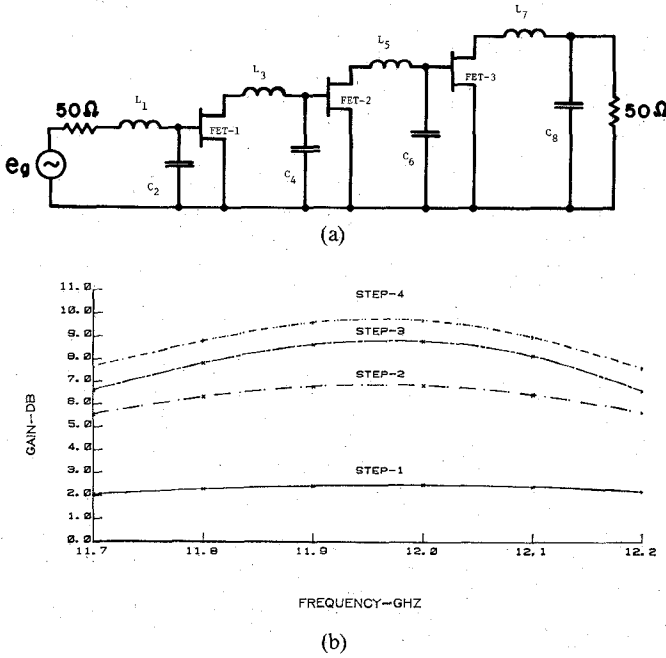 L7
L5
L3
50Ω
L1
FET-3
FET-2
FET-1
50Ω
C8
C6
C4
C2
eg
~
(a)
11.0
10.0
9.0
8.0
7.0
6.0
5.0
4.0
3.0
2.0
1.0
0.0
GAIN-DB
STEP-4
STEP-3
STEP-2
STEP-1
11.7 11.8 11.9 12.0 12.1 12.2
FREQUENCY-GHZ
(b)